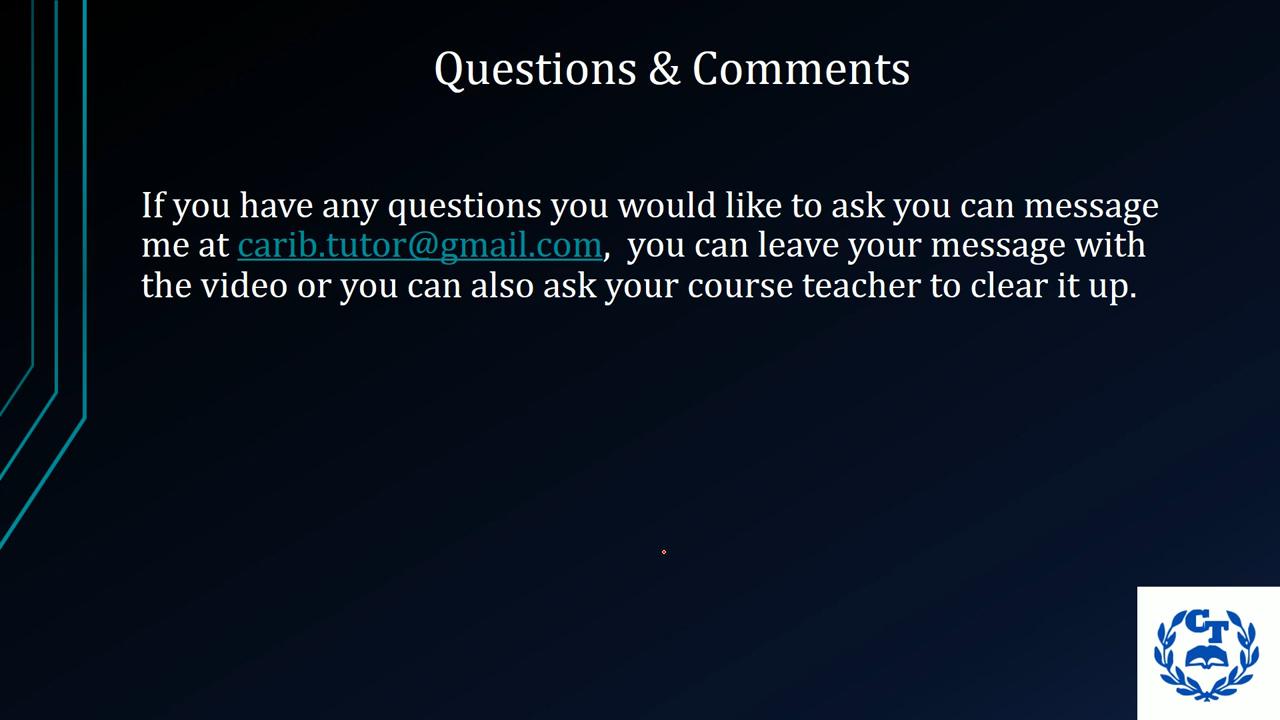 Questions & Comments
If you have any questions you would like to ask you can message
me at carib.tutor@gmail.com,  you can leave your message with
the video or you can also ask your course teacher to clear it up.
CT